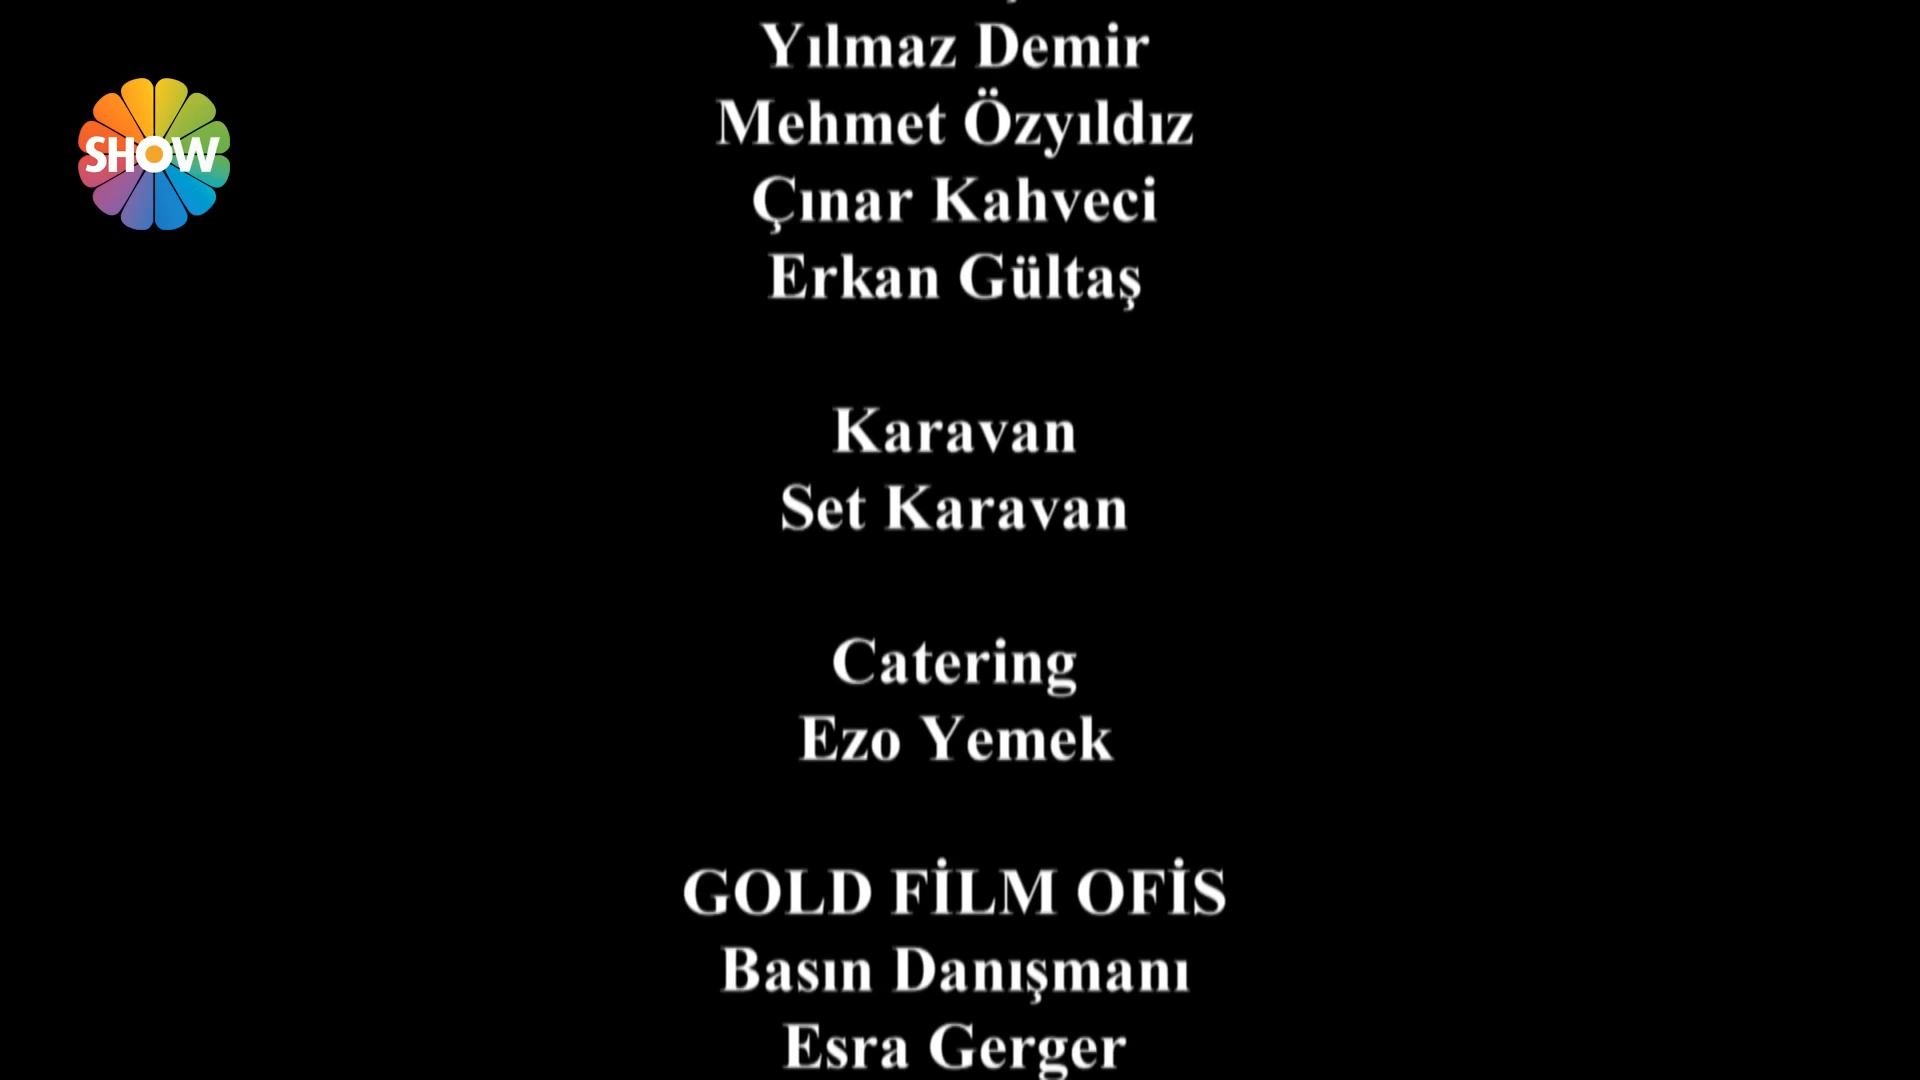 SHOW
Yılmaz Demir
Mehmet Özyıldız
Çınar Kahveci
Erkan Gültaş
Karavan
Set Karavan
Catering
Ezo Yemek
GOLD FİLM OFİS
Basın Danışmanı
Esra Gerger